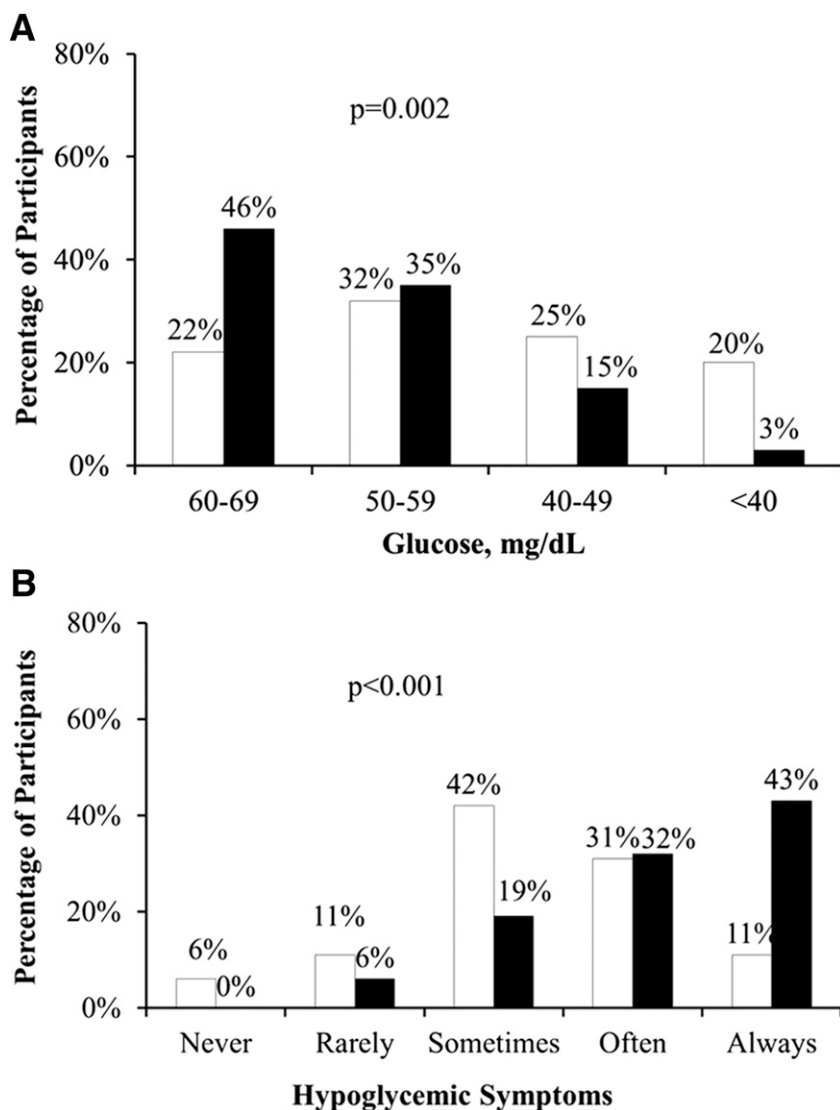 A
80%
p=0.002
60%
46%
40%
32% 35%
22%
25%
20%
20%
15%
3%
0%
60-69 50-59 40-49 <40
Glucose, mg/dL
Percentage of Participants
B
80%
p<0.001
60%
42%
43%
40%
31% 32%
20%
19%
11%
11%
6%
6%
0%
0%
Never Rarely Sometimes Often Always
Hypoglycemic Symptoms
Percentage of Participants